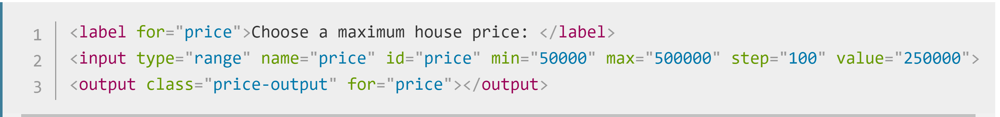 1 <label for="price">Choose a maximum house price: </label>
2 <input type="range" name="price" id="price" min="50000" max="500000" step="100" value="250000">
3 <output class="price-output" for="price"></output>